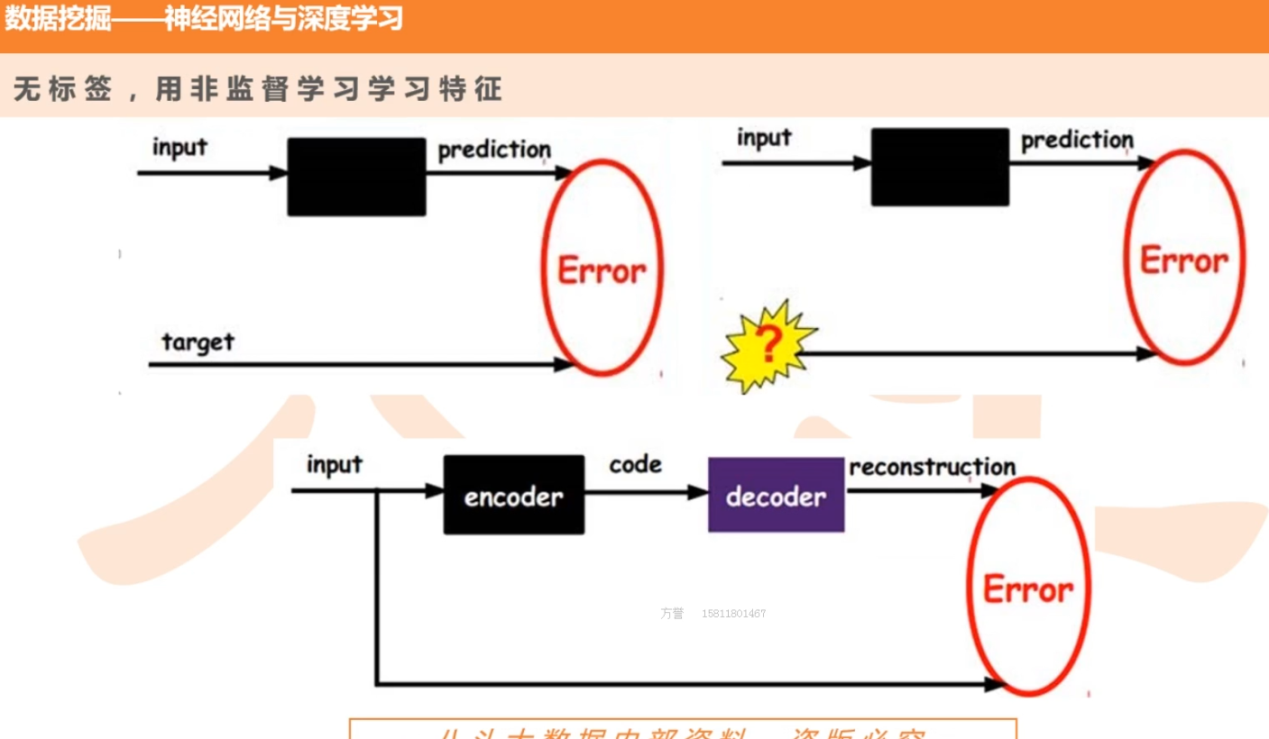 数据挖掘——神经网络与深度学习
无标签，用非监督学习学习特征
input
prediction
Error
target
input
prediction
Error
?
input
encoder
code
decoder
reconstruction
Error
方誉 15811801467